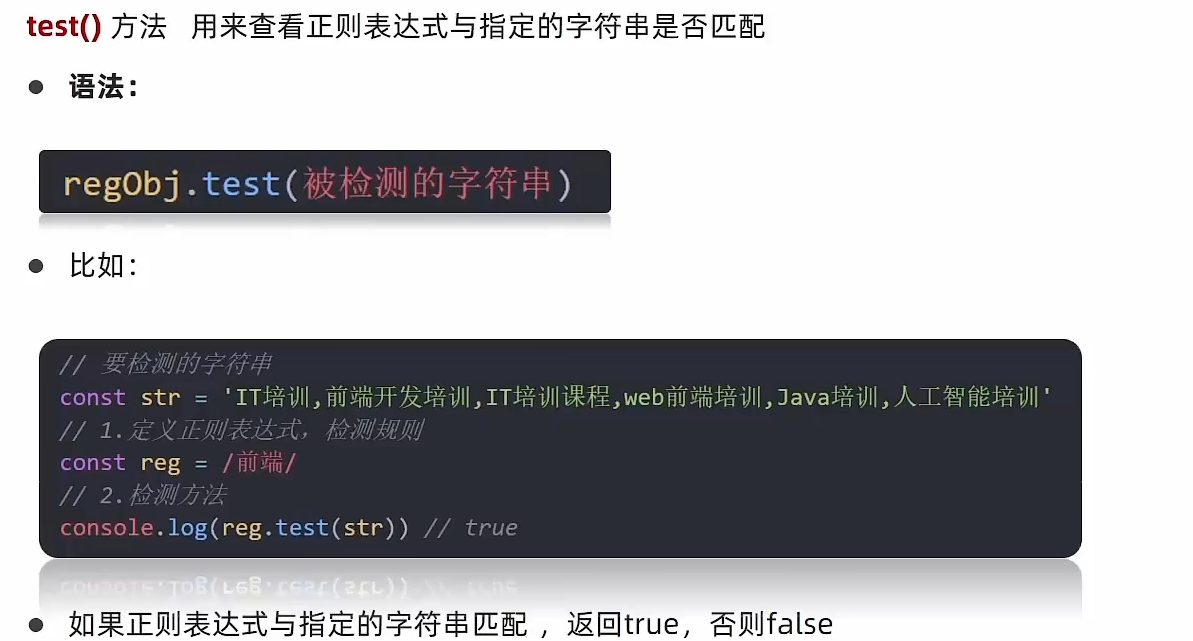 test() 方法 用来查看正则表达式与指定的字符串是否匹配
语法：
regObj.test(被检测的字符串)
比如：
// 要检测的字符串
const str = 'IT培训,前端开发培训,IT培训课程,web前端培训,Java培训,人工智能培训'
// 1.定义正则表达式，检测规则
const reg = /前端/
// 2.检测方法
console.log(reg.test(str)) // true
如果正则表达式与指定的字符串匹配 ，返回true，否则false